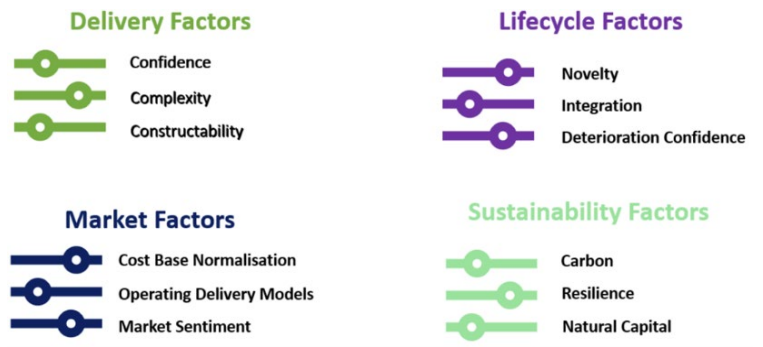 Delivery Factors
Confidence
Complexity
Constructability
Lifecycle Factors
Novelty
Integration
Deterioration Confidence
Market Factors
Cost Base Normalisation
Operating Delivery Models
Market Sentiment
Sustainability Factors
Carbon
Resilience
Natural Capital